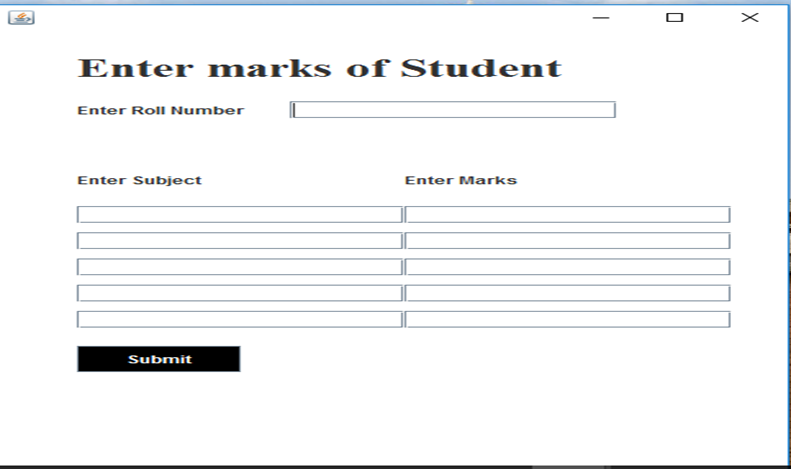 Enter marks of Student
Enter Roll Number
Enter Subject Enter Marks
Submit